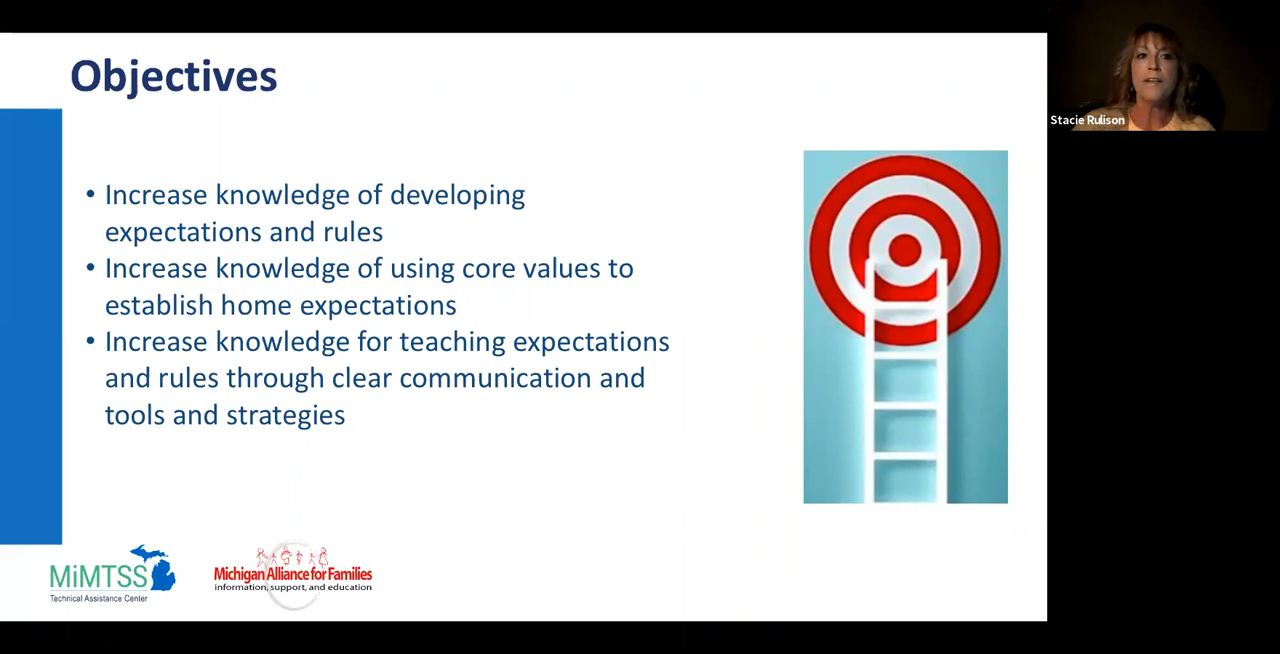 Objectives
Stacie Rulison
• Increase knowledge of developing
expectations and rules
• Increase knowledge of using core values to
establish home expectations
• Increase knowledge for teaching expectations
and rules through clear communication and
tools and strategies
MiMTSS
Technical Assistance Center
Michigan Alliance for Families
information, support, and education